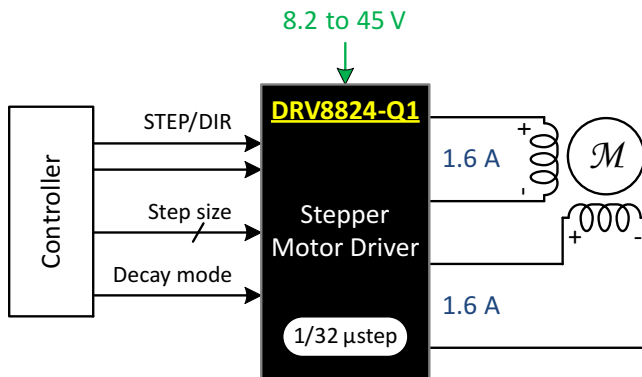 8.2 to 45 V
Controller
STEP/DIR
Step size
Decay mode
DRV8824-Q1
Stepper
Motor Driver
1/32 µstep
+
1.6 A
-
M
+ -
1.6 A